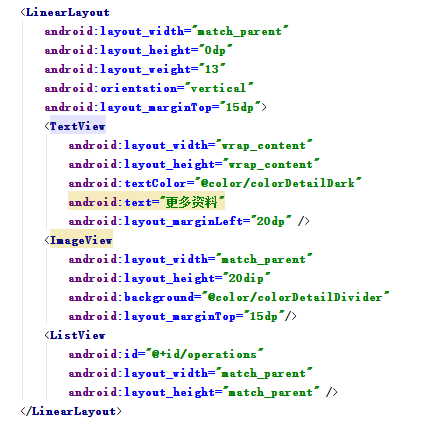 <LinearLayout
android:layout_width="match_parent"
android:layout_height="0dp"
android:layout_weight="13"
android:orientation="vertical"
android:layout_marginTop="15dp">
<TextView
android:layout_width="wrap_content"
android:layout_height="wrap_content"
android:textColor="@color/colorDetailDark"
android:text="更多资料"
android:layout_marginLeft="20dp" />
<ImageView
android:layout_width="match_parent"
android:layout_height="20dip"
android:background="@color/colorDetailDivider"
android:layout_marginTop="15dp"/>
<ListView
android:id="@+id/operations"
android:layout_width="match_parent"
android:layout_height="match_parent" />
</LinearLayout>